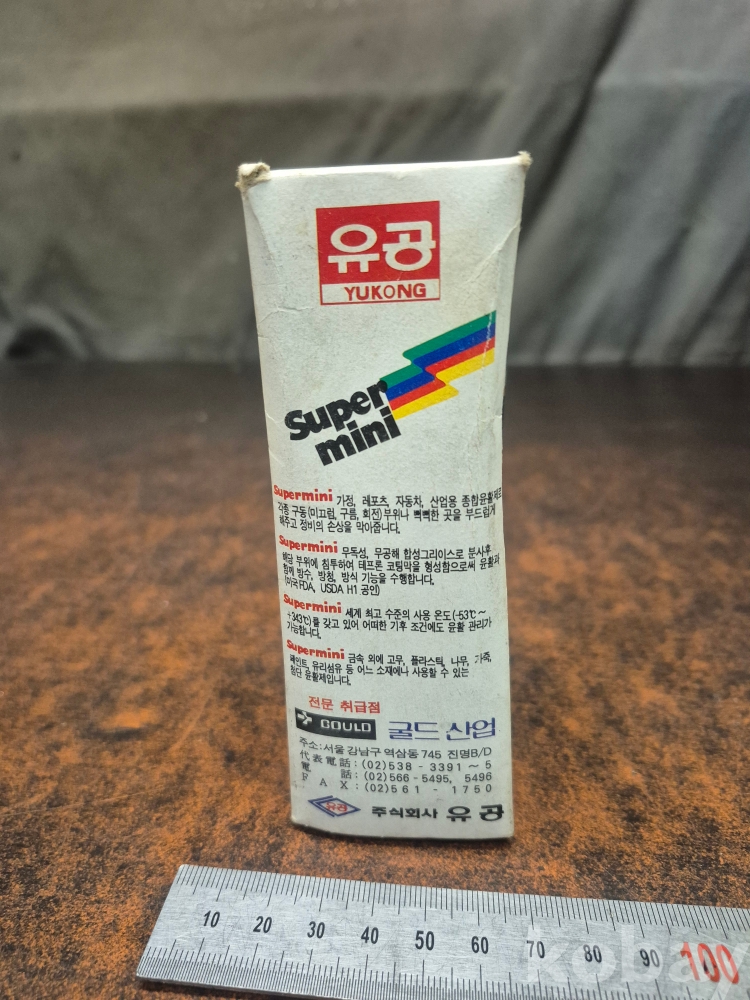 유공
YUKONG
Super
mini
Supermini 가정, 레포츠, 자동차, 산업용 종합윤활제로
각종 구동(미끄럼, 구름, 회전)부위나 뻑뻑한 곳을 부드럽게
해주고 정비의 손상을 막아줍니다.
Supermini 무독성, 무공해 합성그리이스로 분사후
해당 부위에 침투하여 테프론 코팅막을 형성함으로써 윤활과
함께 방수, 방청, 방식 기능을 수행합니다.
(미국FDA, USDA H1 공인)
Supermini 세계 최고 수준의 사용 온도(-53℃~
+343℃)를 갖고 있어 어떠한 기후 조건에도 윤활 관리가
가능합니다.
Supermini 금속 외에 고무, 플라스틱, 나무, 가죽,
페인트, 유리섬유 등 어느 소재에나 사용할 수 있는
첨단 윤활제입니다.
전문 취급점
GOULD 굴드 산업
주소:서울 강남구 역삼동 745 진명B/D
代表電話:(02)538-3391~5
電話:(02)566-5495, 5496
FAX:(02)561-1750
유공 주식회사 유공
10 20 30 40 50 60 70 80 90 100
kobay